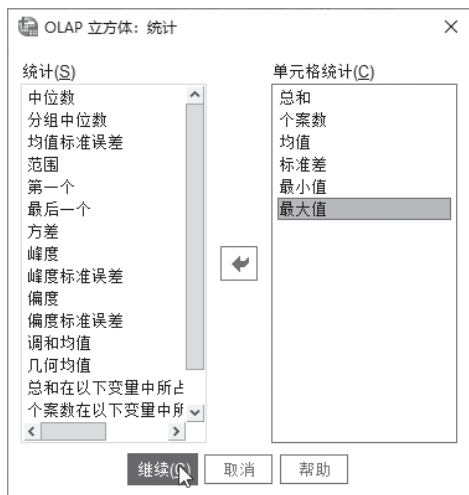 OLAP 立方体：统计
统计(S)
中位数
分组中位数
均值标准误差
范围
第一个
最后一个
方差
峰度
峰度标准误差
偏度
偏度标准误差
调和均值
几何均值
总和在以下变量中所占
个案数在以下变量中所
单元格统计(C)
总和
个案数
均值
标准差
最小值
最大值
继续(C)
取消
帮助